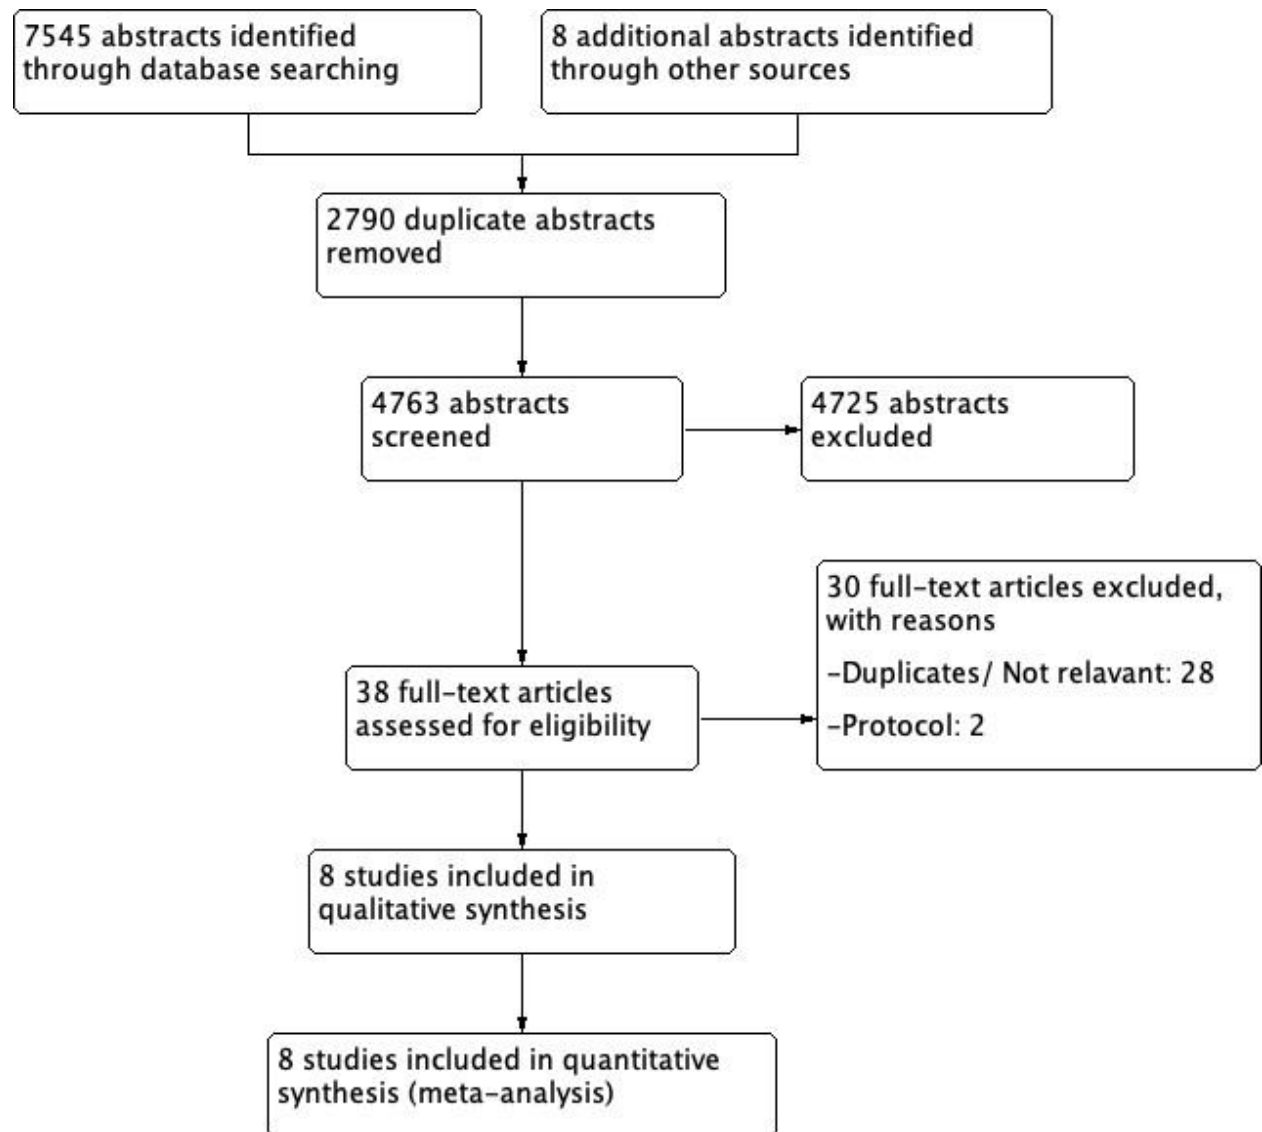 7545 abstracts identified
through database searching
8 additional abstracts identified
through other sources
2790 duplicate abstracts
removed
4763 abstracts
screened
4725 abstracts
excluded
30 full-text articles excluded,
with reasons
-Duplicates/ Not relavant: 28
-Protocol: 2
38 full-text articles
assessed for eligibility
8 studies included in
qualitative synthesis
8 studies included in quantitative
synthesis (meta-analysis)